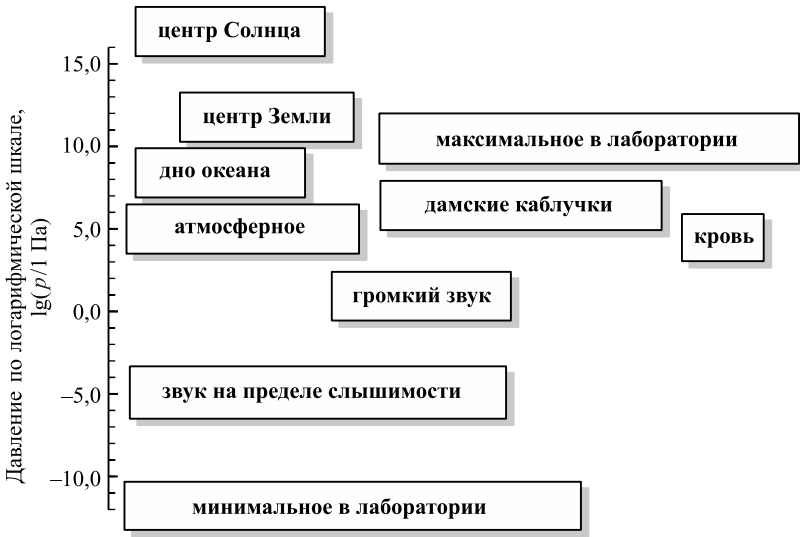 центр Солнца
15,0
центр Земли
максимальное в лаборатории
10,0
дно океана
дамские каблучки
атмосферное
5,0
кровь
громкий звук
0,0
звук на пределе слышимости
–5,0
–10,0
минимальное в лаборатории
Давление по логарифмической шкале,
lg(p/1 Па)